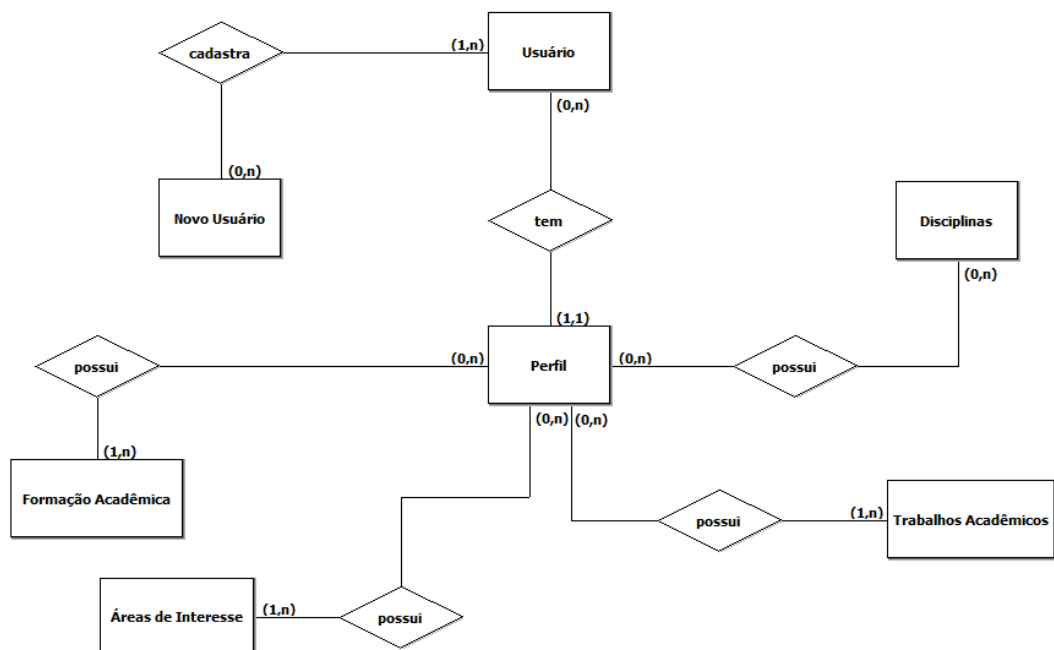 cadastra
(1,n)
Usuário
(0,n)
(0,n)
Novo Usuário
tem
Disciplinas
(0,n)
(1,1)
possui
(0,n)
Perfil
(0,n)
possui
(0,n)
(0,n)
(1,n)
Formação Acadêmica
possui
(1,n)
Trabalhos Acadêmicos
Áreas de Interesse
(1,n)
possui